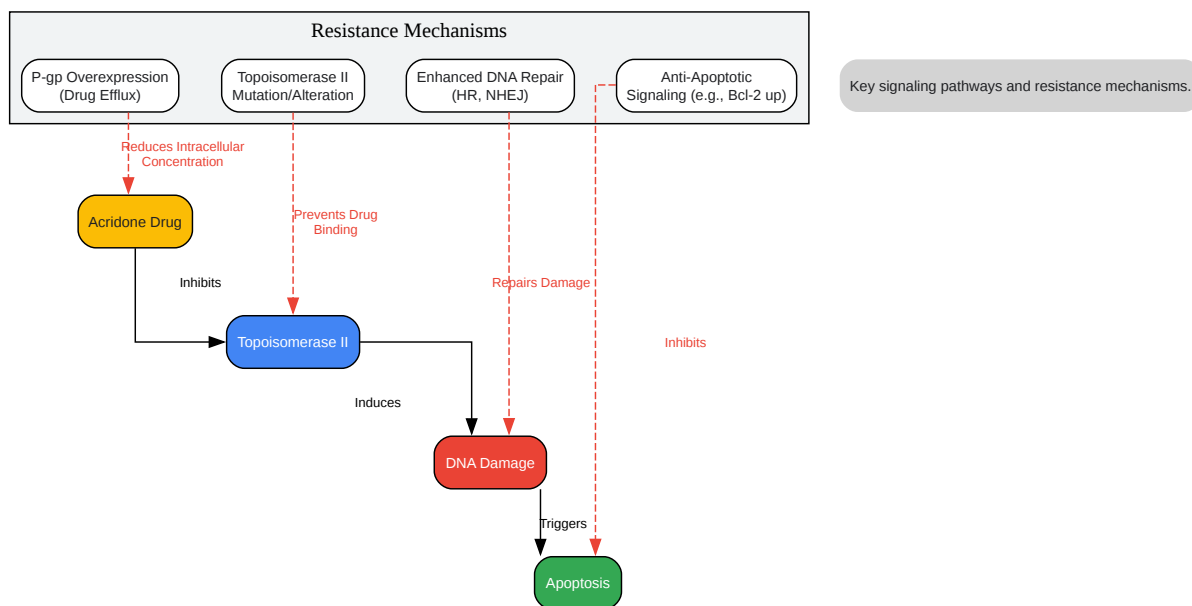 Resistance Mechanisms
P-gp Overexpression
(Drug Efflux)
Topoisomerase II
Mutation/Alteration
Enhanced DNA Repair
(HR, NHEJ)
Anti-Apoptotic
Signaling (e.g., Bcl-2 up)
Key signaling pathways and resistance mechanisms.
Reduces Intracellular
Concentration
Acridone Drug
Prevents Drug
Binding
Inhibits
Repairs Damage
Topoisomerase II
Inhibits
Induces
DNA Damage
Triggers
Apoptosis